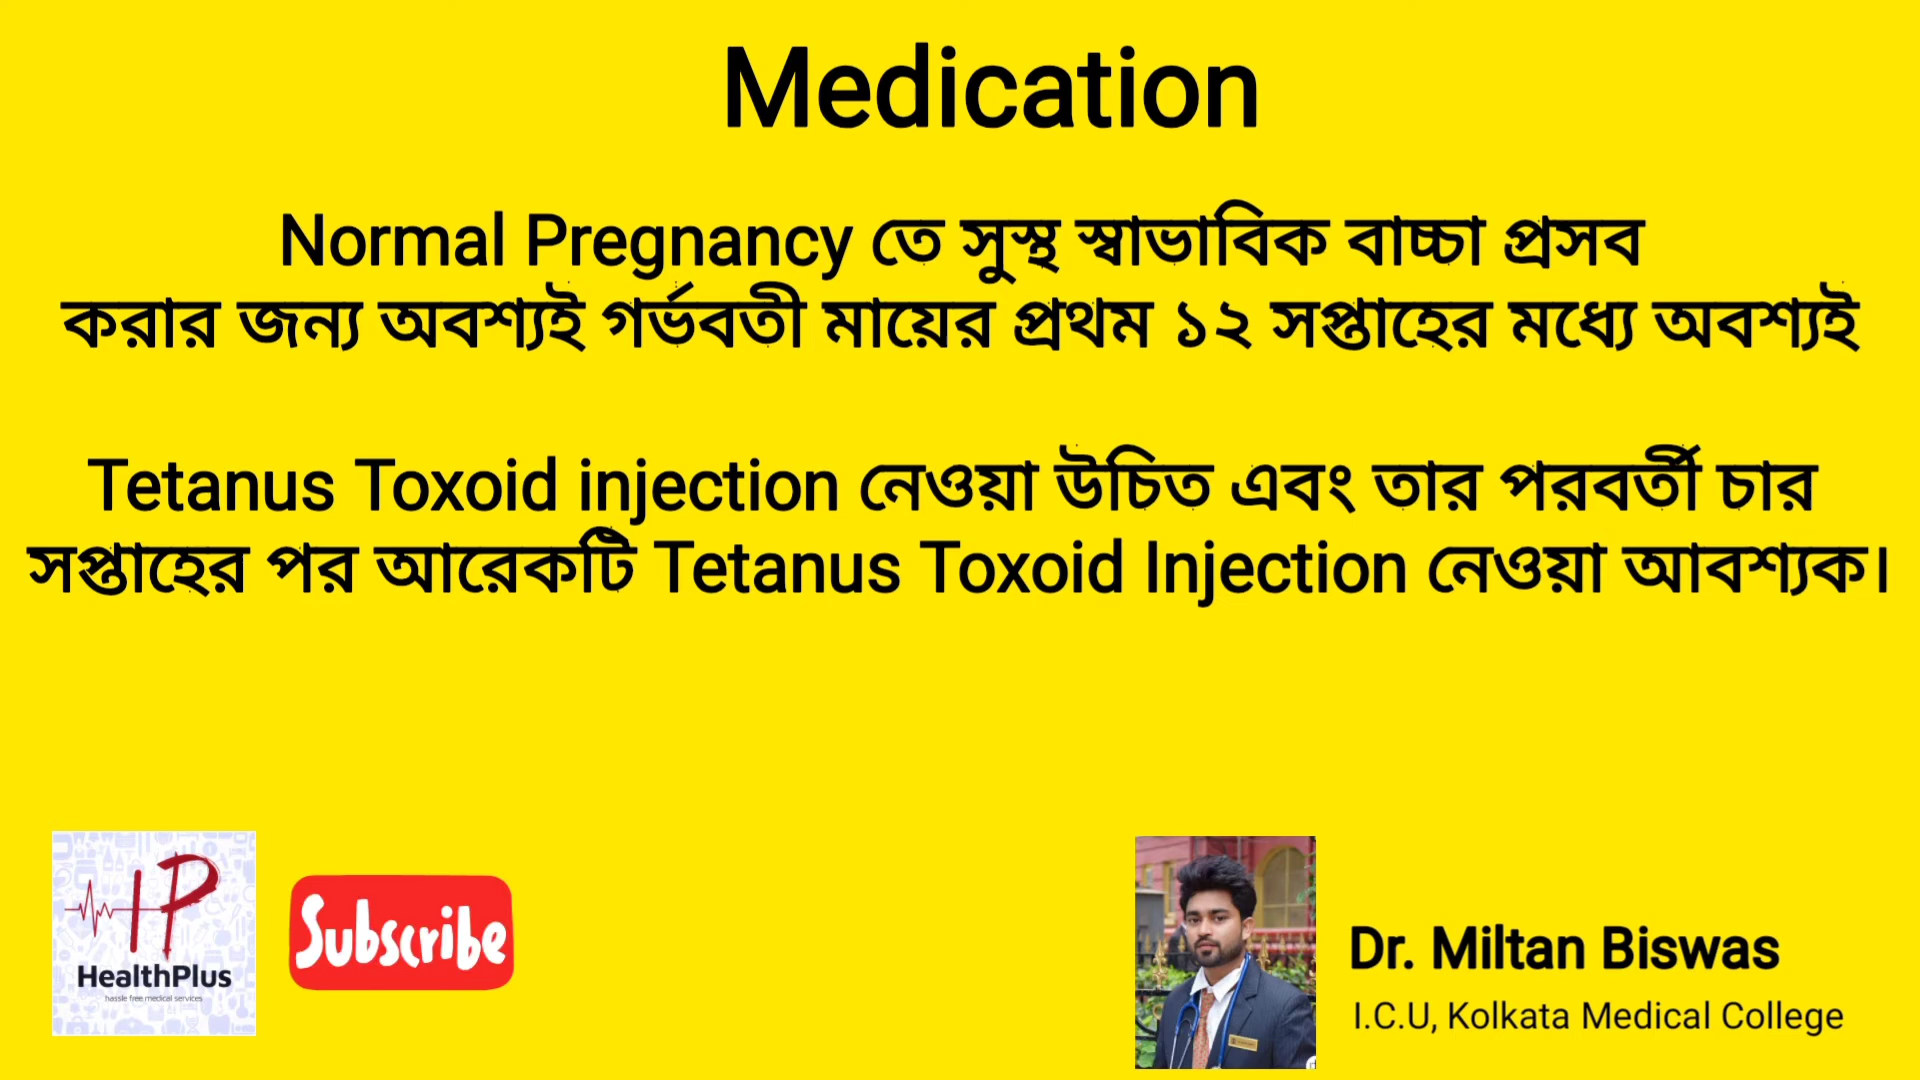 Medication
Normal Pregnancy তে সুস্থ স্বাভাবিক বাচ্চা প্রসব
করার জন্য অবশ্যই গর্ভবতী মায়ের প্রথম ১২ সপ্তাহের মধ্যে অবশ্যই
Tetanus Toxoid injection নেওয়া উচিত এবং তার পরবর্তী চার
সপ্তাহের পর আরেকটি Tetanus Toxoid Injection নেওয়া আবশ্যক।
HP
HealthPlus
hassle free medical services
Subscribe
Dr. Miltan Biswas
I.C.U, Kolkata Medical College